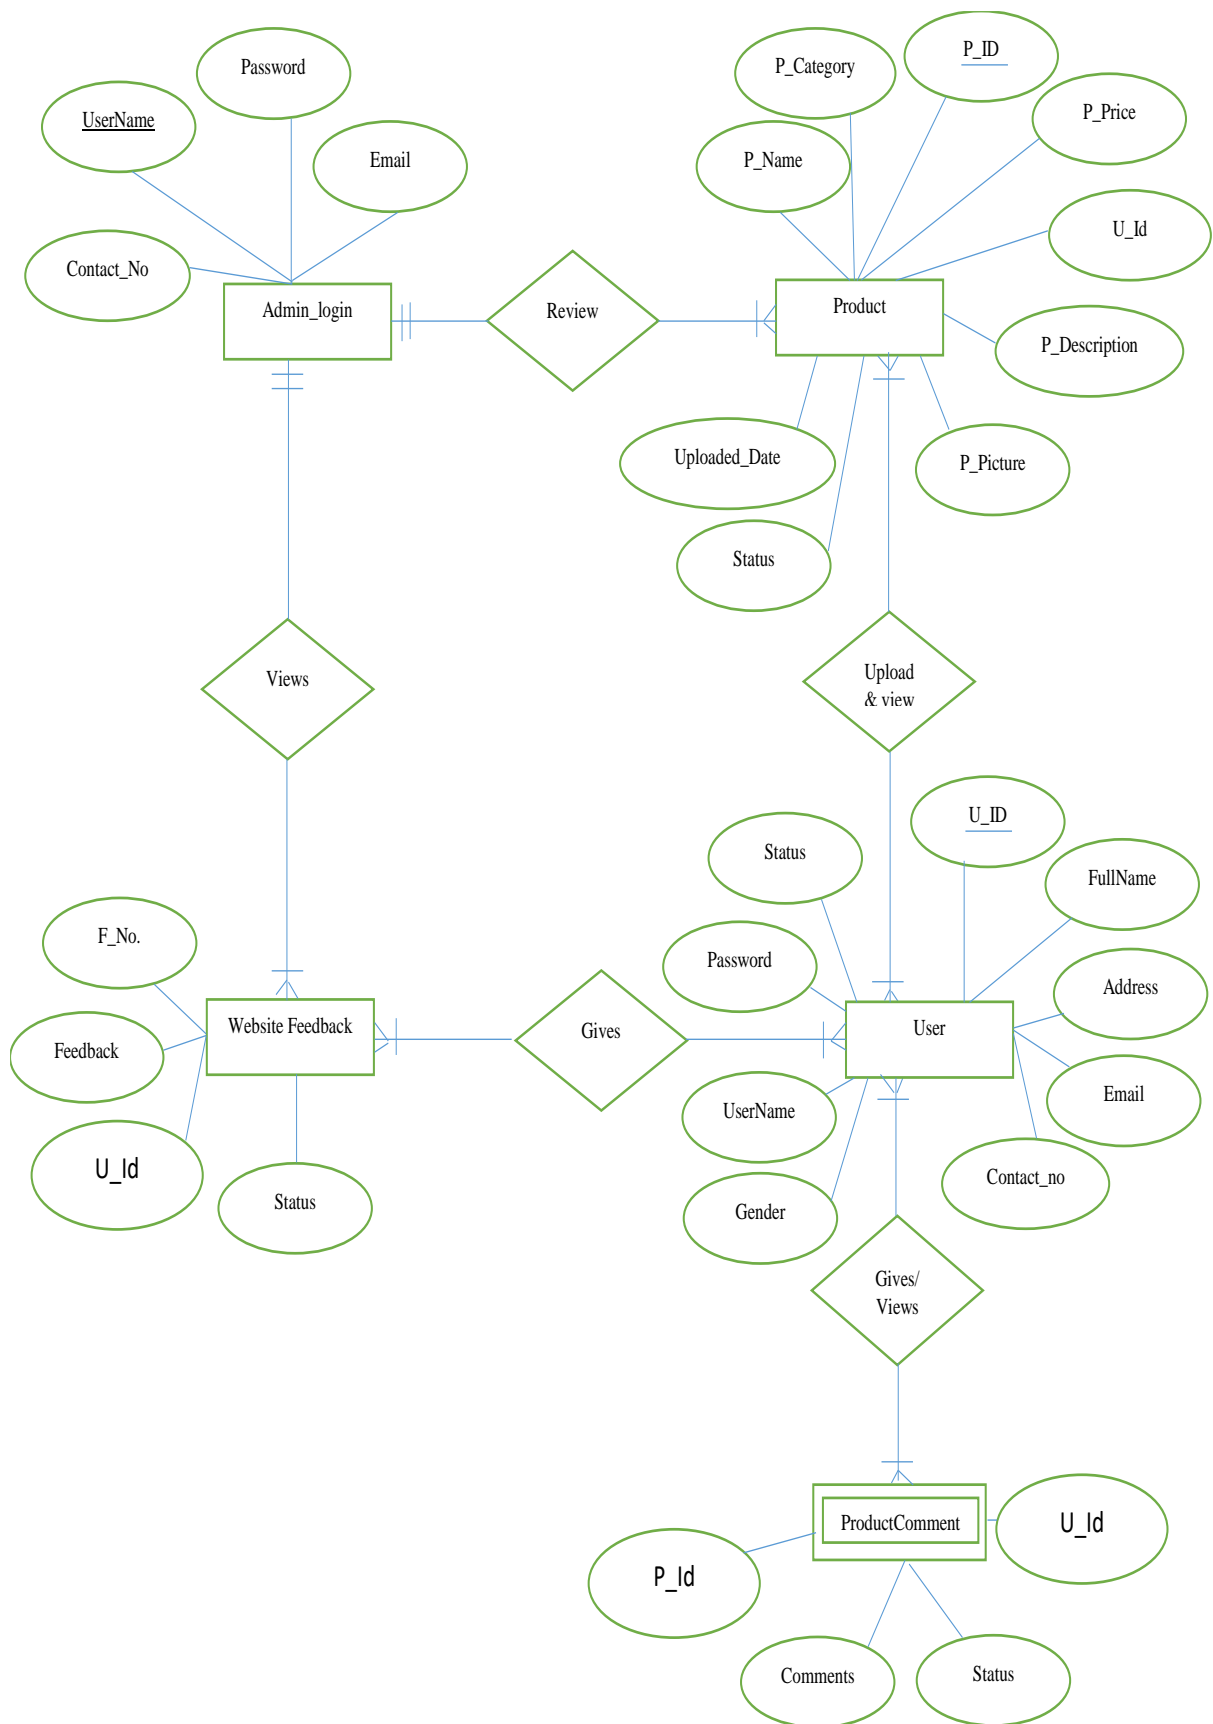 P_ID
Password
P_Category
P_Price
UserName
Email
P_Name
U_Id
Contact_No
Admin_login
Review
Product
P_Description
Uploaded_Date
P_Picture
Status
Views
Upload
& view
U_ID
Status
FullName
F_No.
Password
Address
Website Feedback
Gives
User
Feedback
UserName
Email
U_Id
Status
Gender
Contact_no
Gives/
Views
ProductComment
U_Id
P_Id
Comments
Status